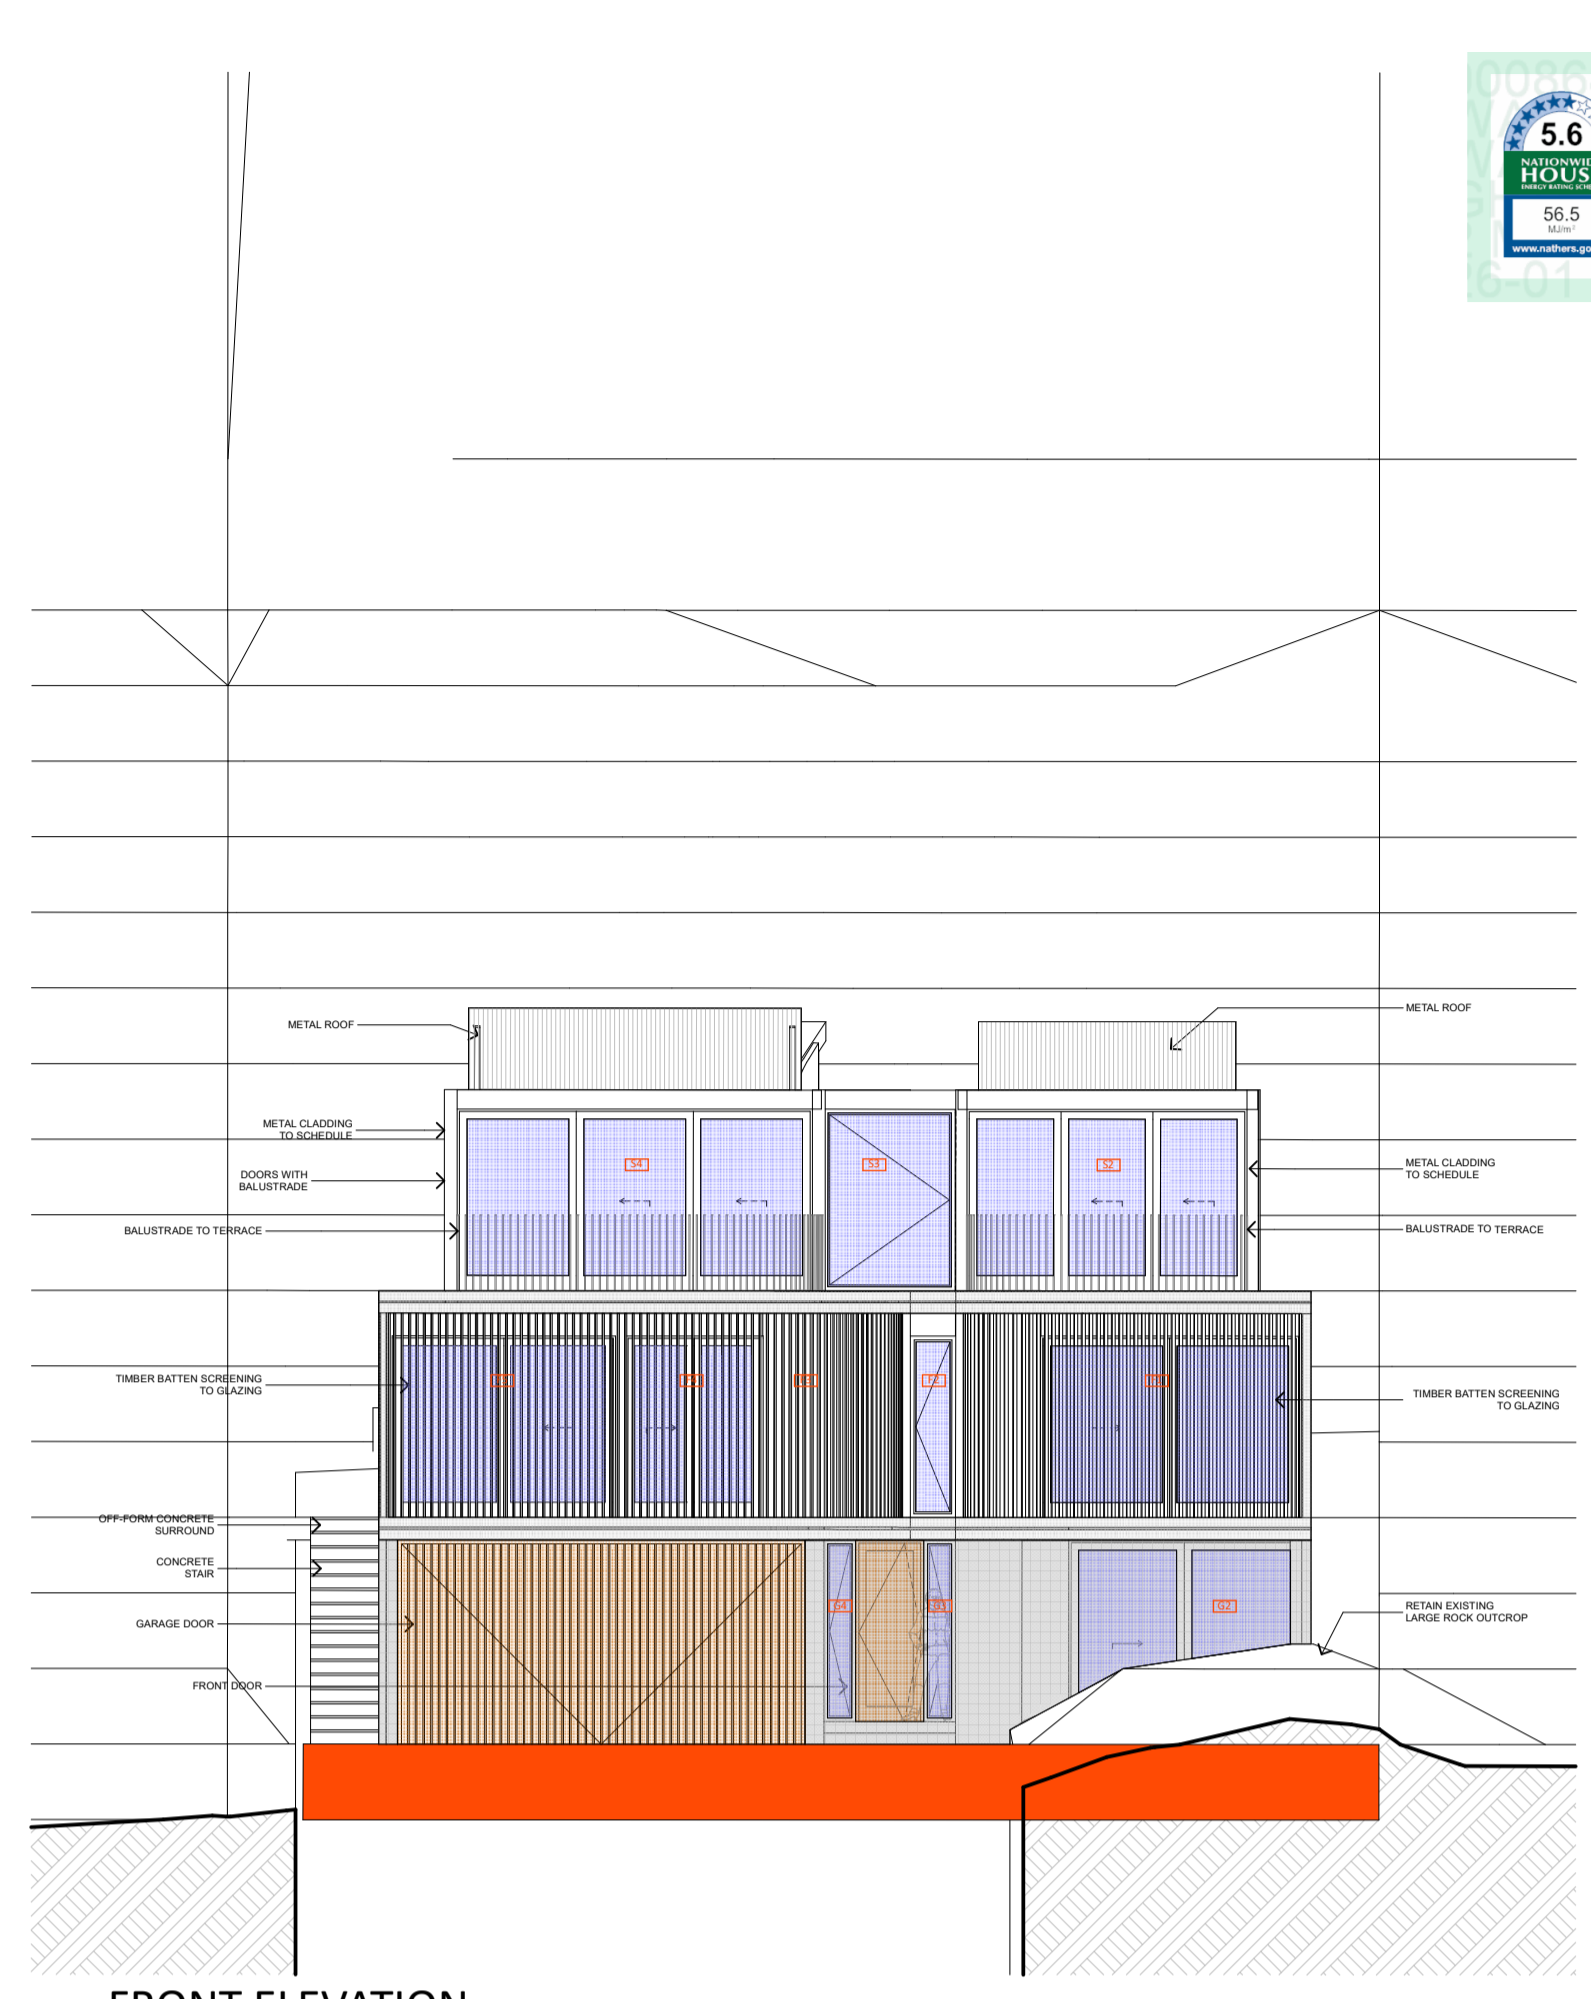 5.6
HOUS
56.5
MJ/m²
www.nathers.go
METAL ROOF
METAL ROOF
METAL CLADDING
TO SCHEDULE
DOORS WITH
BALUSTRADE
BALUSTRADE TO TERRACE
S4
S3
S2
METAL CLADDING
TO SCHEDULE
BALUSTRADE TO TERRACE
TIMBER BATTEN SCREENING
TO GLAZING
F2
TIMBER BATTEN SCREENING
TO GLAZING
OFF-FORM CONCRETE
SURROUND
CONCRETE
STAIR
GARAGE DOOR
FRONT DOOR
G4
G3
G2
RETAIN EXISTING
LARGE ROCK OUTCROP
FRONT ELEVATION